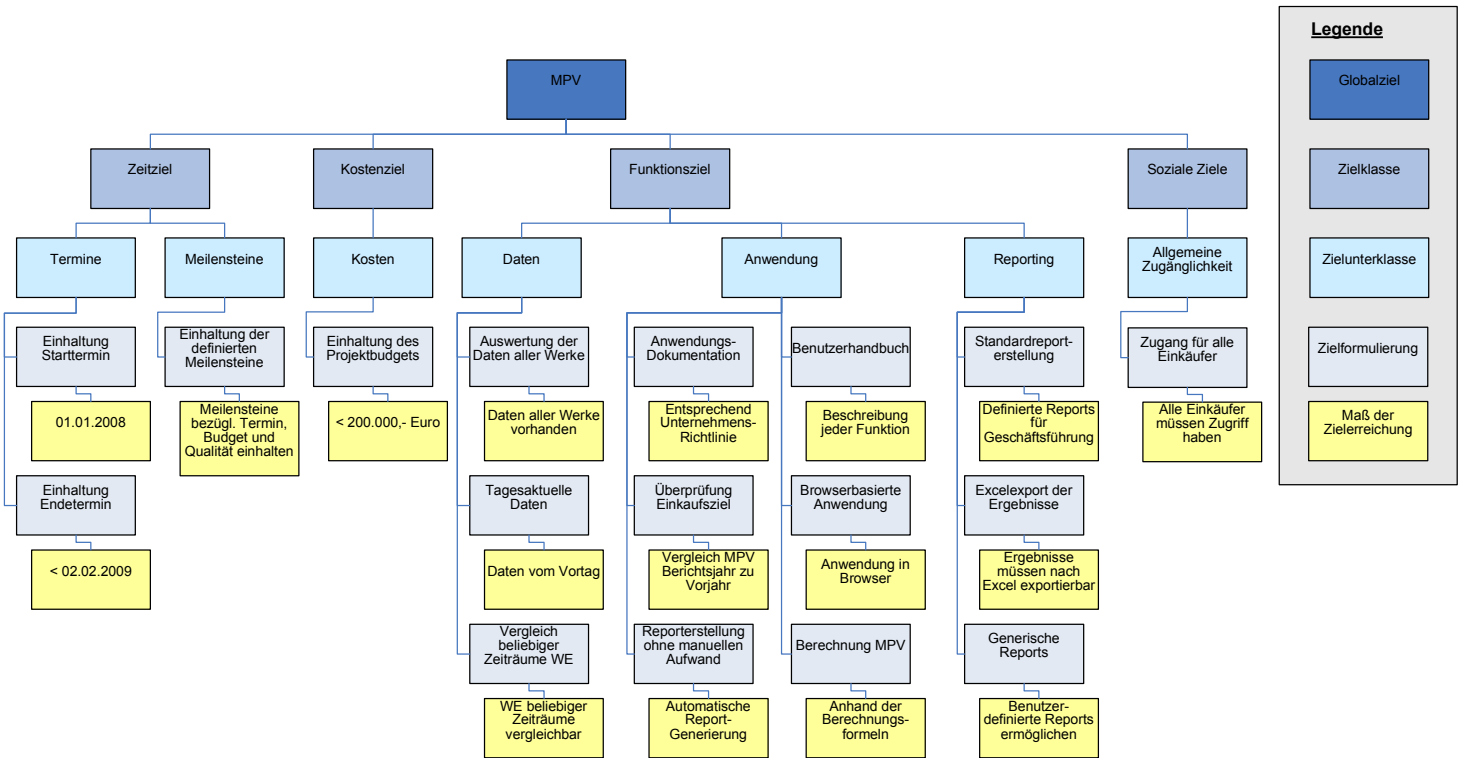 Legende
Globalziel
Zielklasse
Zielunterklasse
Zielformulierung
Maß der
Zielerreichung
MPV
Zeitziel
Kostenziel
Funktionsziel
Soziale Ziele
Termine
Meilensteine
Kosten
Daten
Anwendung
Reporting
Allgemeine
Zugänglichkeit
Einhaltung
Starttermin
01.01.2008
Einhaltung
Endetermin
< 02.02.2009
Einhaltung der
definierten
Meilensteine
Meilensteine
bezügl. Termin,
Budget und
Qualität einhalten
Einhaltung des
Projektbudgets
< 200.000,- Euro
Auswertung der
Daten aller Werke
Daten aller Werke
vorhanden
Tagesaktuelle
Daten
Daten vom Vortag
Vergleich
beliebiger
Zeiträume WE
WE beliebiger
Zeiträume
vergleichbar
Anwendungs-
Dokumentation
Entsprechend
Unternehmens-
Richtlinie
Überprüfung
Einkaufsziel
Vergleich MPV
Berichtsjahr zu
Vorjahr
Reporterstellung
ohne manuellen
Aufwand
Automatische
Report-
Generierung
Benutzerhandbuch
Beschreibung
jeder Funktion
Browserbasierte
Anwendung
Anwendung in
Browser
Berechnung MPV
Anhand der
Berechnungs-
formeln
Standardreport-
erstellung
Definierte Reports
für
Geschäftsführung
Excelexport der
Ergebnisse
Ergebnisse
müssen nach
Excel exportierbar
Generische
Reports
Benutzer-
definierte Reports
ermöglichen
Zugang für alle
Einkäufer
Alle Einkäufer
müssen Zugriff
haben